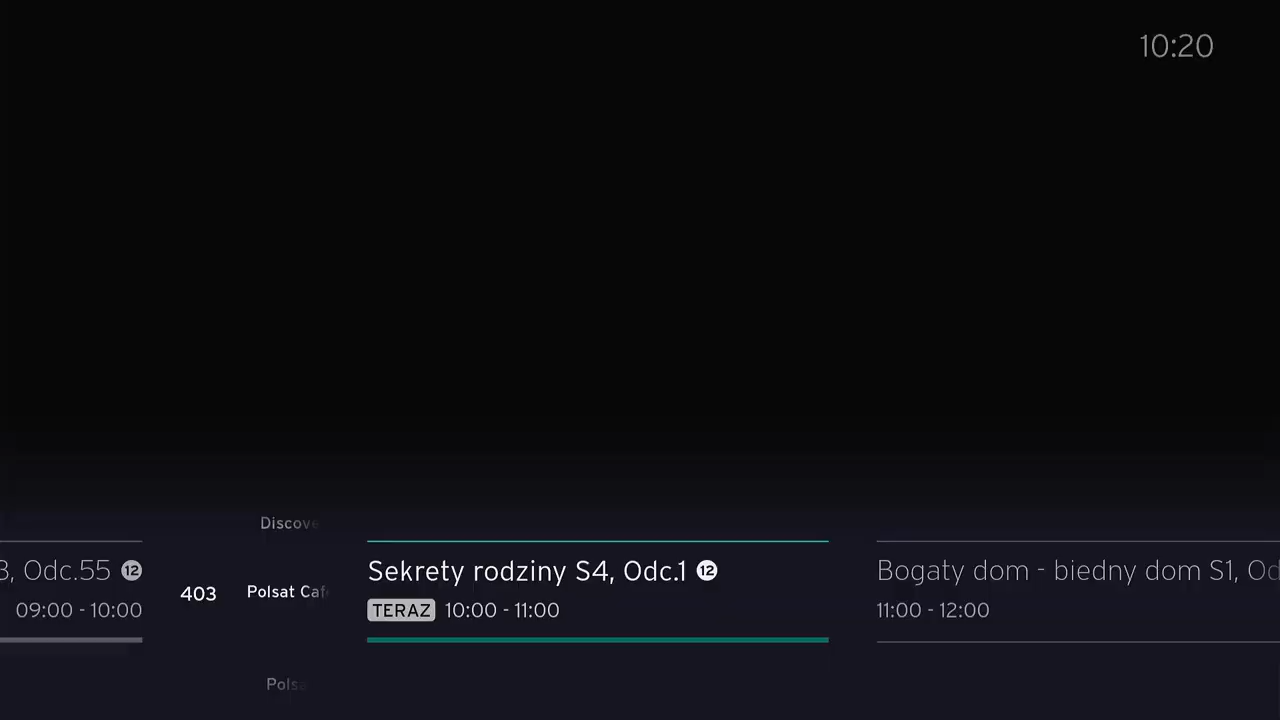 10:20
Discove
3, Odc.55 12
09:00 - 10:00
403
Polsat Caf
Sekrety rodziny S4, Odc.1 12
TERAZ 10:00 - 11:00
Bogaty dom - biedny dom S1, Od
11:00 - 12:00
Polsa